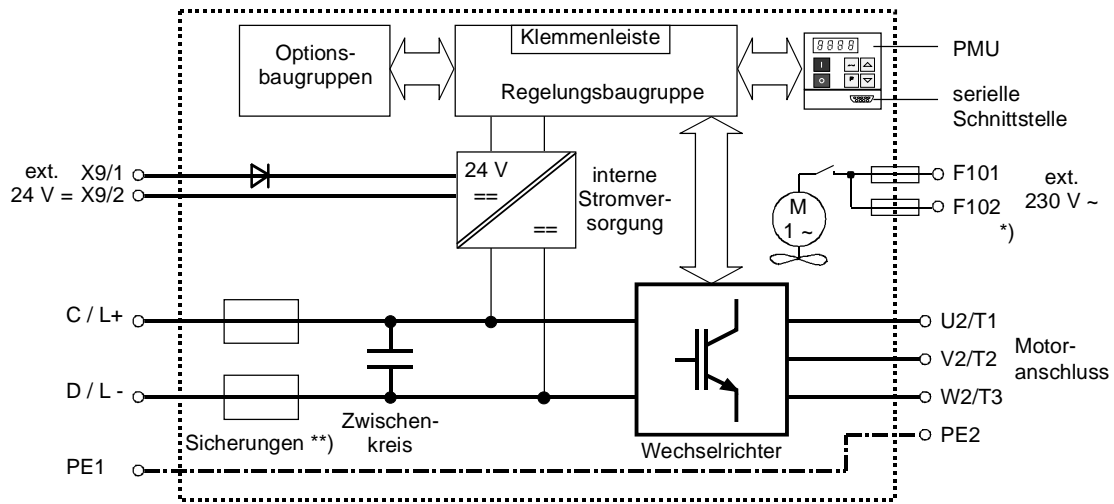 Options-
baugruppen
Klemmenleiste
Regelungsbaugruppe
8888
PMU
serielle
Schnittstelle
I
O
P
ext. X9/1
24 V = X9/2
24 V
==
==
interne
Stromver-
sorgung
M
1 ~
F101
F102
*)
ext.
230 V ~
C / L+
D / L -
Sicherungen **)
Zwischen-
kreis
Wechselrichter
U2/T1
V2/T2
W2/T3
Motor-
anschluss
PE1
PE2